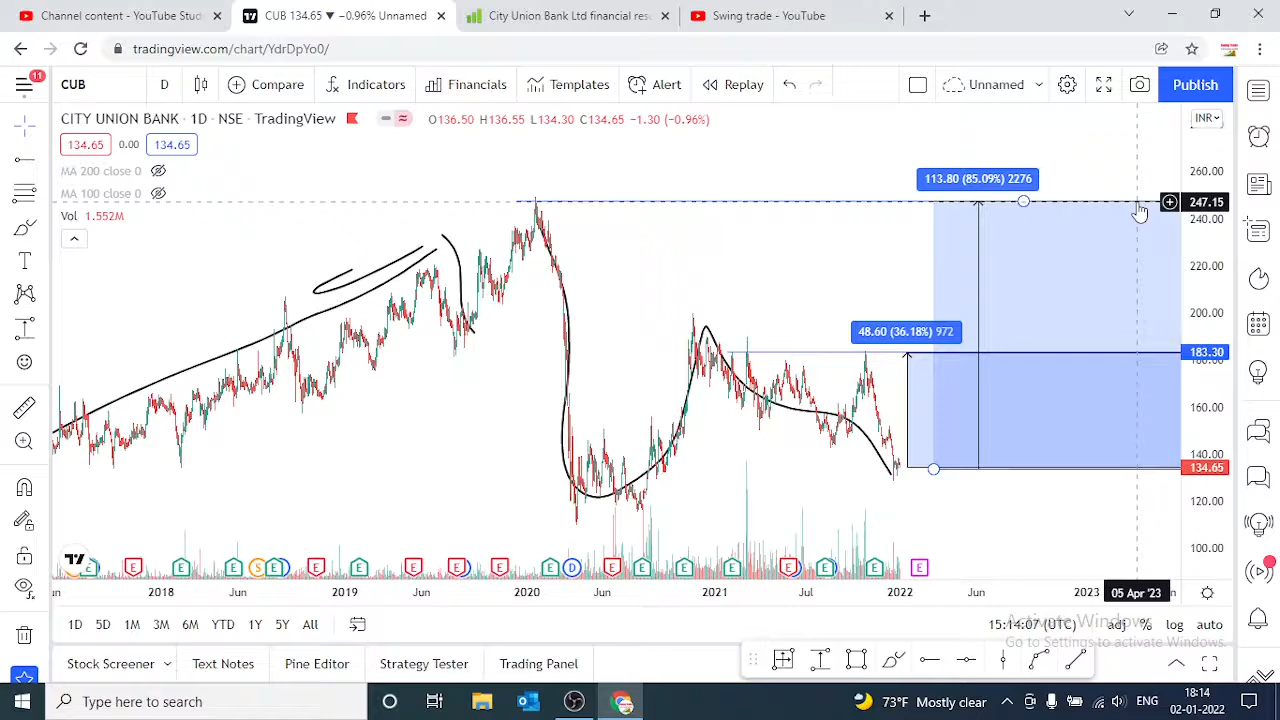 Content - YouTube Studi
CUB 134.65 ▼ −0.96% Unnamed
City Union Bank Ltd financial res
Swing trade - YouTube
tradingview.com/chart/YdrDpYo0/
11
CUB
D
Compare
Indicators
Financials
Templates
Alert
Replay
Unnamed
Publish
CITY UNION BANK · 1D · NSE · TradingView
O136.50 H136.55 L134.30 C134.65 −1.30 (−0.96%)
INR
134.65
0.00
134.65
MA 200 close 0
MA 100 close 0
Vol 1.552M
113.80 (85.09%) 2276
48.60 (36.18%) 972
260.00
247.15
240.00
220.00
200.00
183.30
180.00
160.00
140.00
134.65
120.00
100.00
2018
Jun
2019
Jun
2020
Jun
2021
Jul
2022
Jun
2023
05 Apr '23
1D
5D
1M
3M
6M
YTD
1Y
5Y
All
15:14:07 (UTC)
adj
%
log
auto
Activate Windows
Go to Settings to activate Windows.
Stock Screener
Text Notes
Pine Editor
Strategy Tester
Trading Panel
Type here to search
73°F Mostly clear
ENG
18:14
02-01-2022